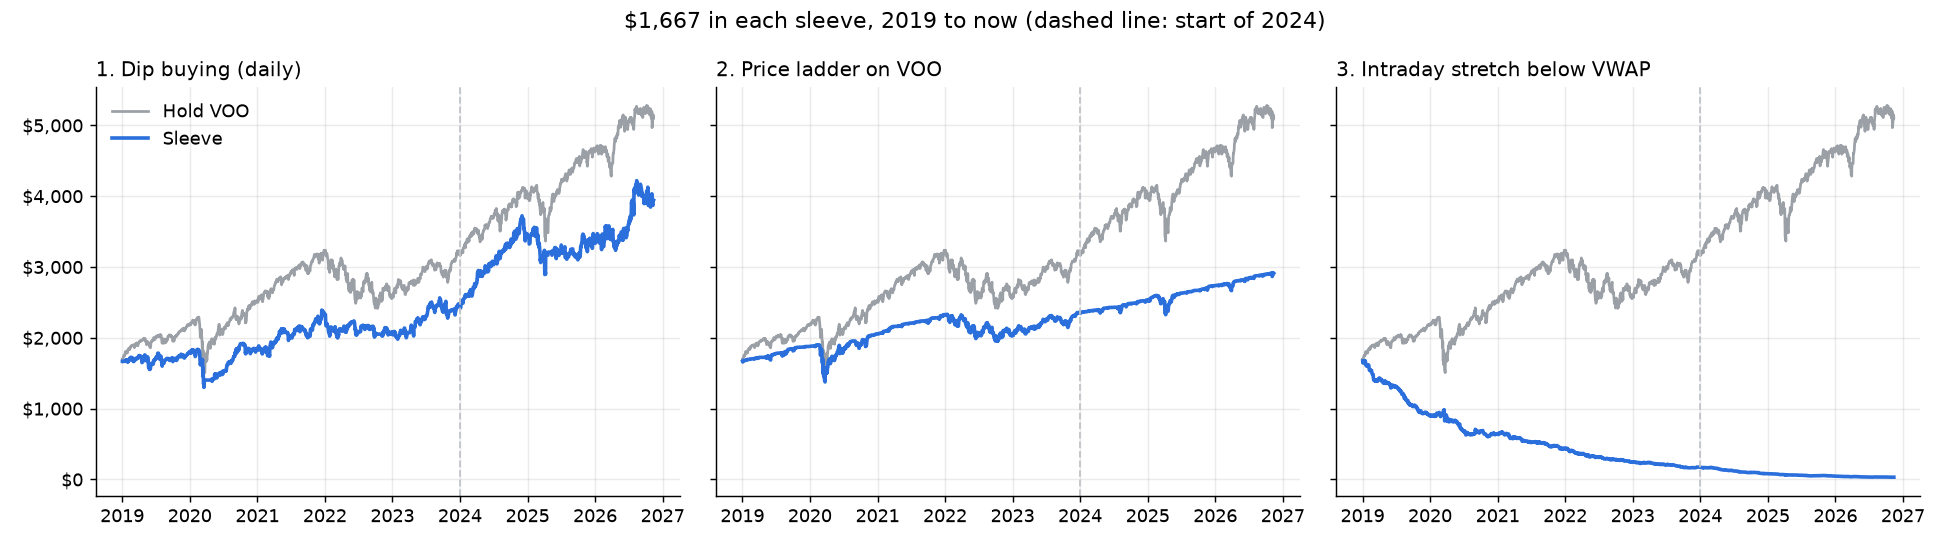 $1,667 in each sleeve, 2019 to now (dashed line: start of 2024)
1. Dip buying (daily)
Hold VOO
Sleeve
$5,000
$4,000
$3,000
$2,000
$1,000
$0
2019 2020 2021 2022 2023 2024 2025 2026 2027
2. Price ladder on VOO
2019 2020 2021 2022 2023 2024 2025 2026 2027
3. Intraday stretch below VWAP
2019 2020 2021 2022 2023 2024 2025 2026 2027